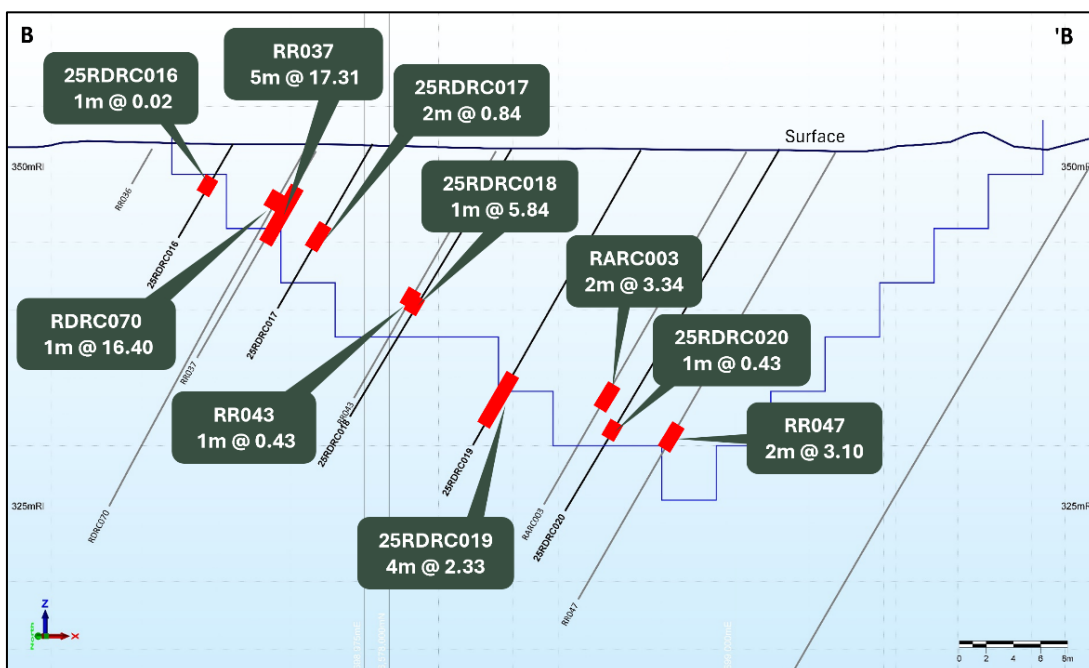 B
'B
RR037
5m @ 17.31
25RDRC016
1m @ 0.02
25RDRC017
2m @ 0.84
Surface
350mRl
350mRl
25RDRC018
1m @ 5.84
RR036
RARC003
2m @ 3.34
25RDRC016
RDRC070
1m @ 16.40
25RDRC017
25RDRC020
1m @ 0.43
RR037
RR043
1m @ 0.43
RR043
RR047
2m @ 3.10
25RDRC018
25RDRC019
325mRl
325mRl
RDRC070
RARC003
25RDRC020
25RDRC019
4m @ 2.33
RR047
Z
X
North
0 2 4 6 8m